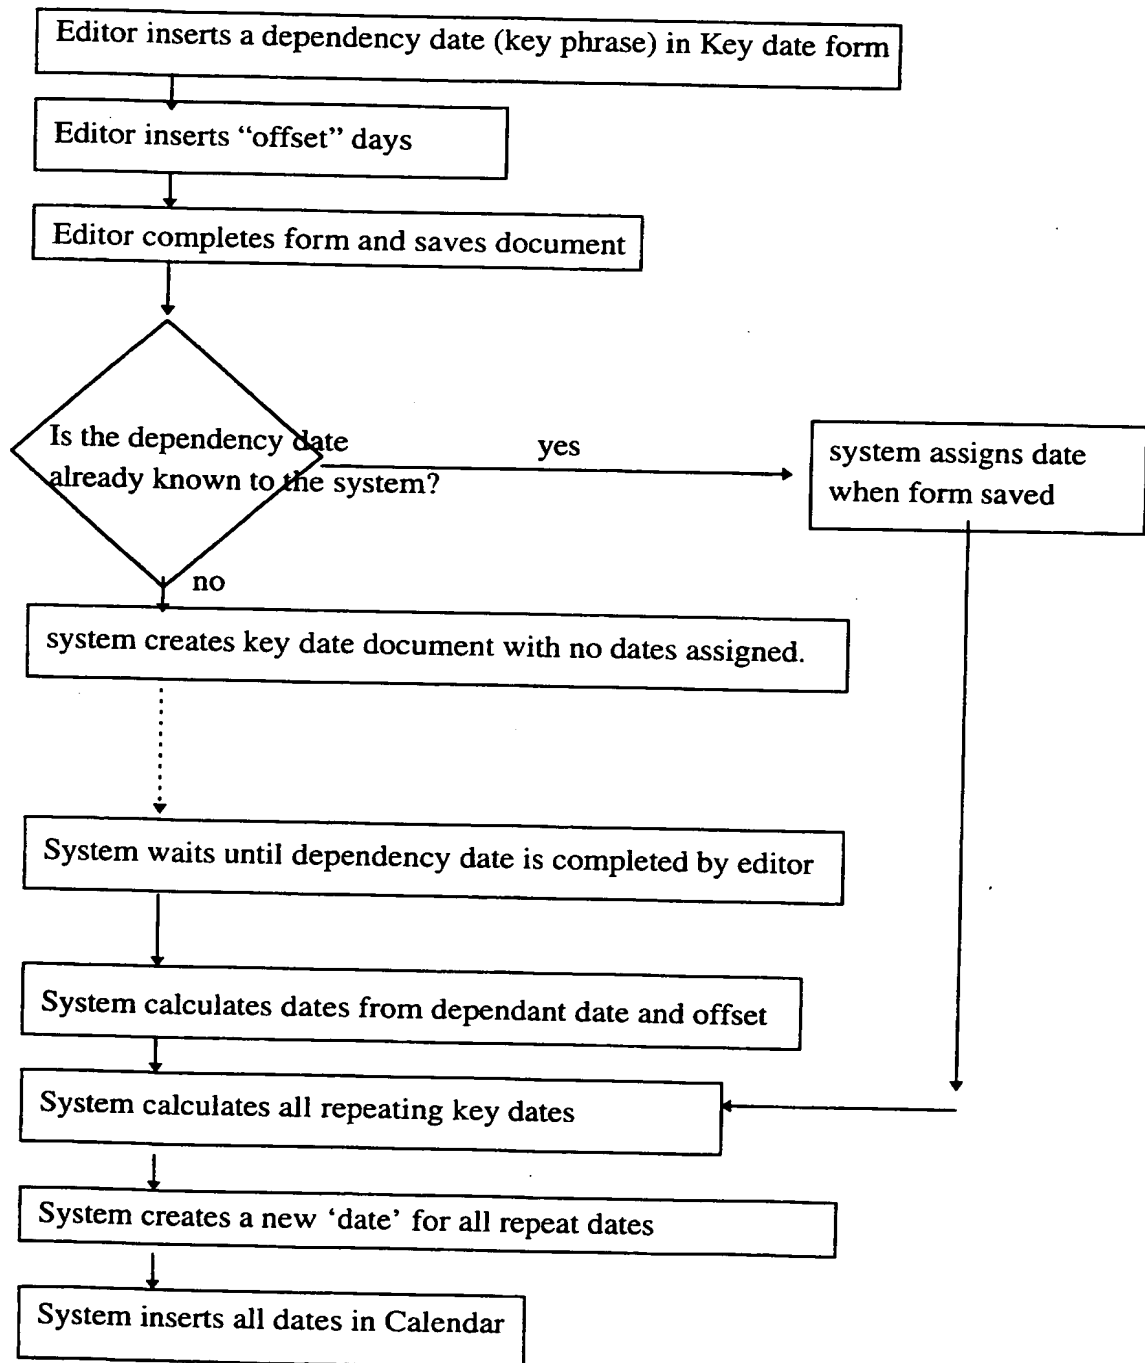 Editor inserts a dependency date (key phrase) in Key date form
Editor inserts “offset” days
Editor completes form and saves document
Is the dependency date
already known to the system?
yes
system assigns date
when form saved
no
system creates key date document with no dates assigned.
System waits until dependency date is completed by editor
System calculates dates from dependant date and offset
System calculates all repeating key dates
System creates a new ‘date’ for all repeat dates
System inserts all dates in Calendar